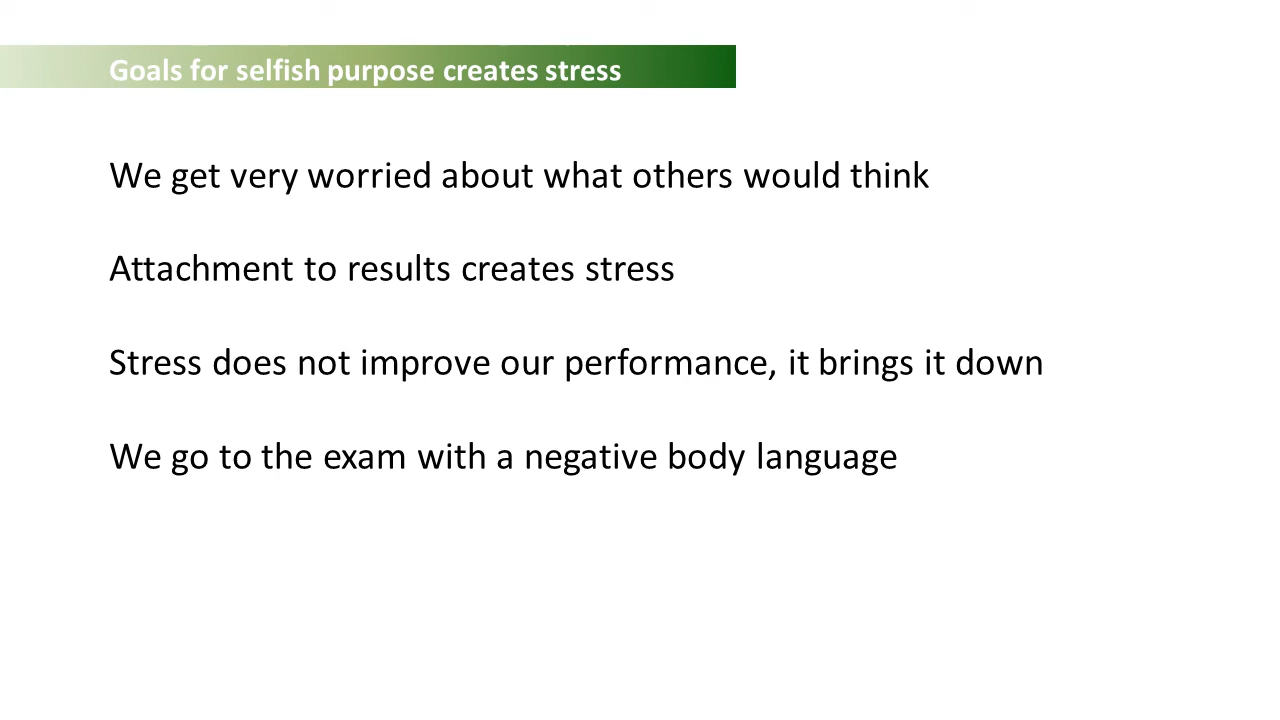 Goals for selfish purpose creates stress
We get very worried about what others would think
Attachment to results creates stress
Stress does not improve our performance, it brings it down
We go to the exam with a negative body language